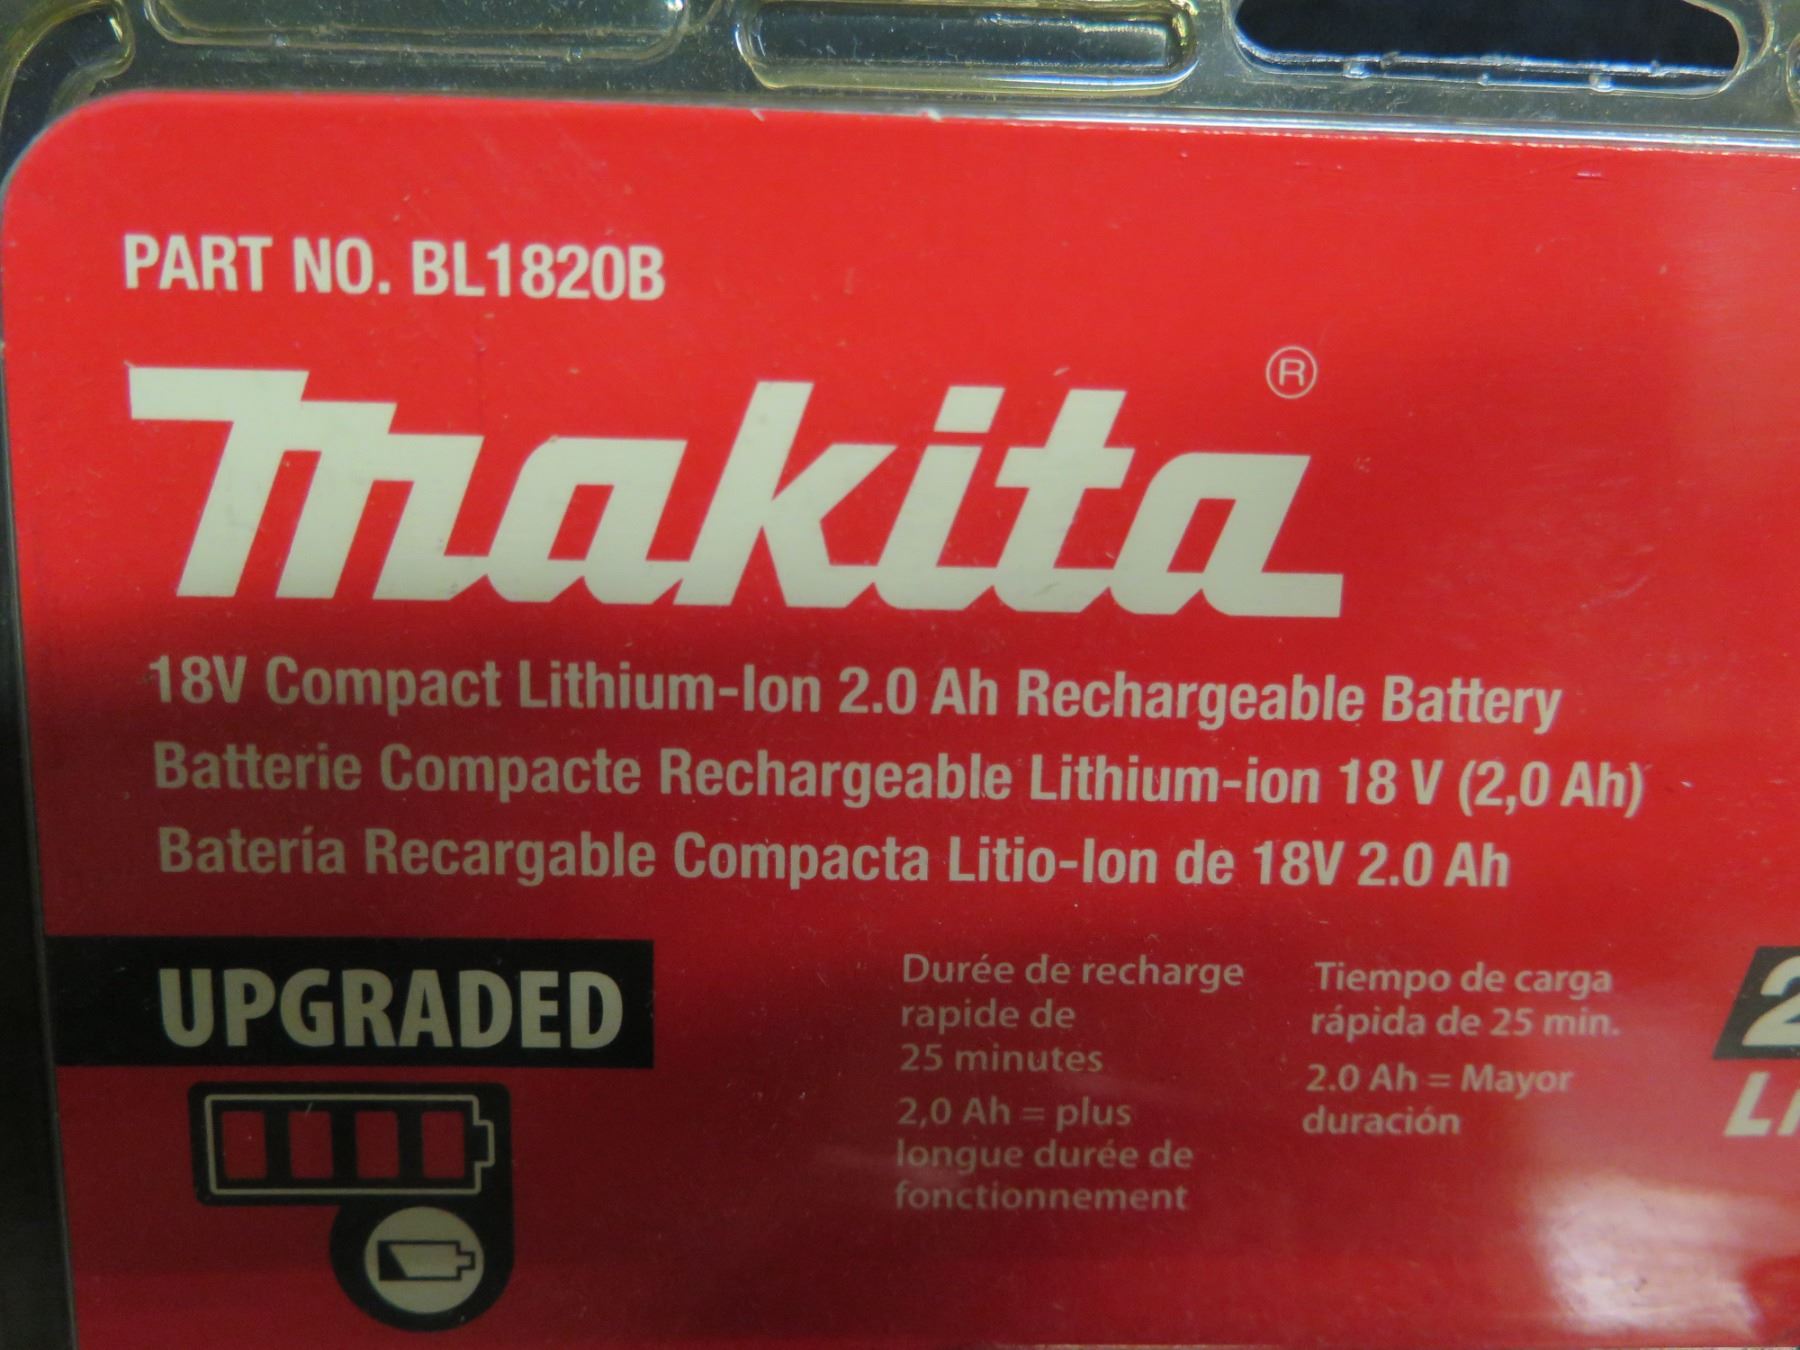 PART NO. BL1820B
makita®
18V Compact Lithium-Ion 2.0 Ah Rechargeable Battery
Batterie Compacte Rechargeable Lithium-ion 18 V (2,0 Ah)
Batería Recargable Compacta Litio-Ion de 18V 2.0 Ah
UPGRADED
Durée de recharge
rapide de
25 minutes
2,0 Ah = plus
longue durée de
fonctionnement
Tiempo de carga
rápida de 25 min.
2.0 Ah = Mayor
duración
2